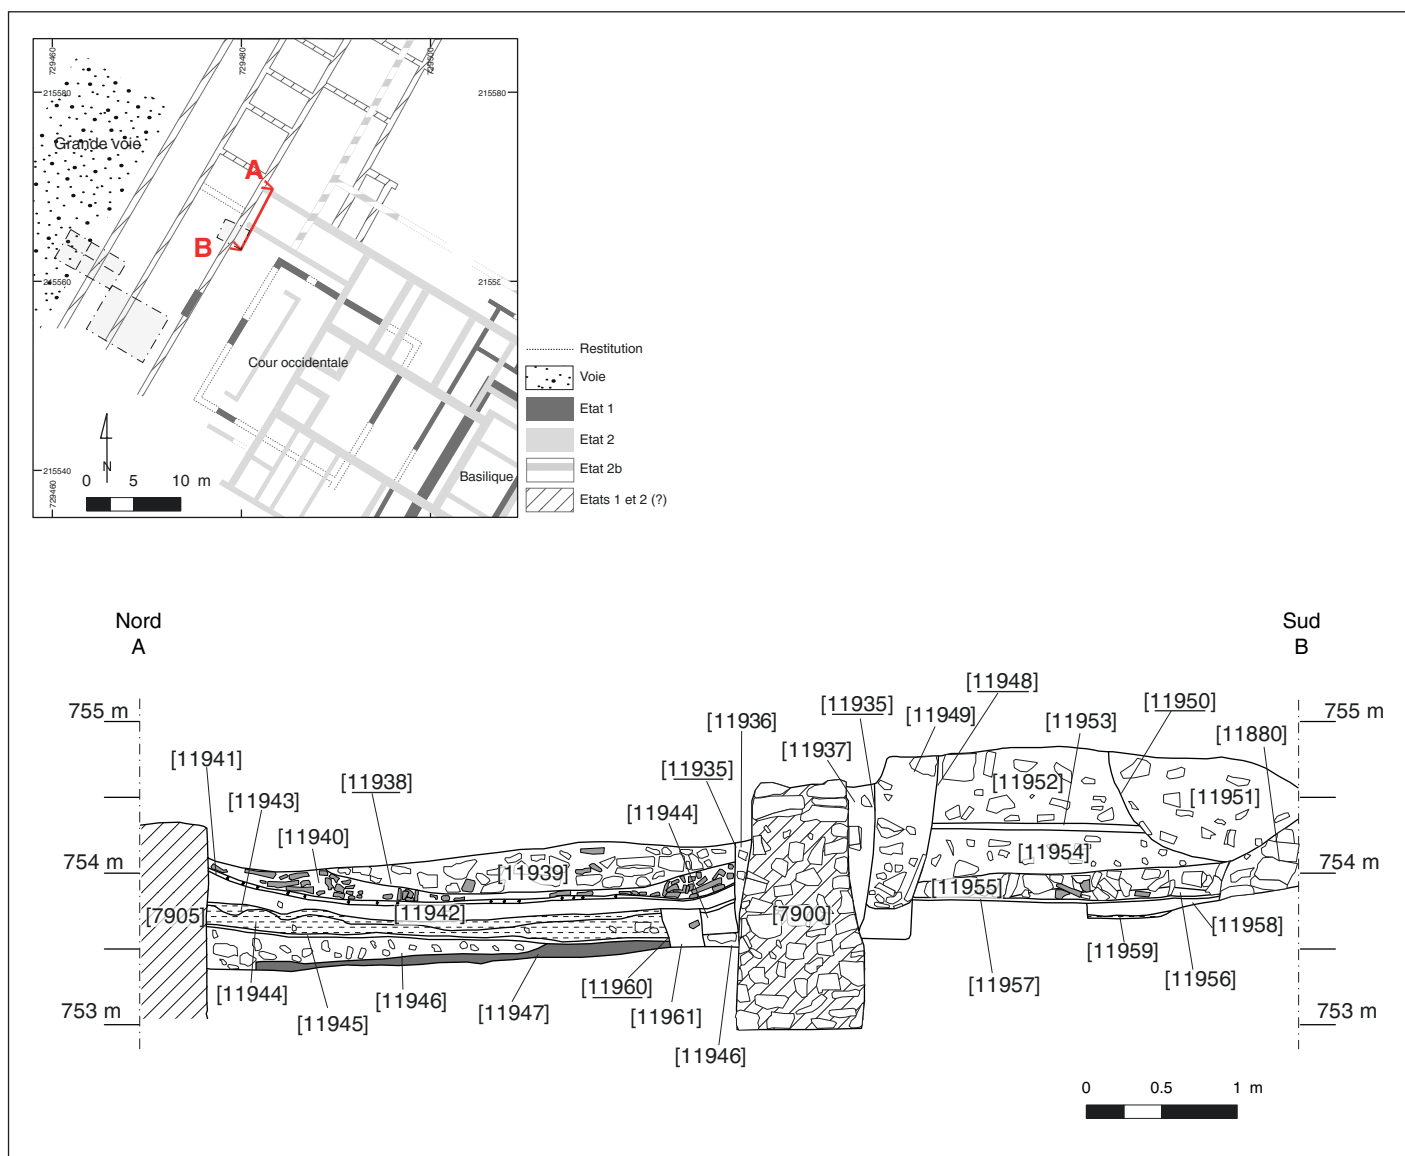 729460
729480
729500
215580
215580
Grande voie
A
B
215560
2155
Cour occidentale
Restitution
Voie
Etat 1
Etat 2
Etat 2b
Etats 1 et 2 (?)
N
0 5 10 m
215540
729460
Basilique
Nord
A
Sud
B
755 m
755 m
[11948]
[11950]
[11935]
[11949]
[11953]
[11936]
[11880]
[11937]
[11941]
[11935]
[11938]
[11943]
[11952]
[11951]
[11944]
[11940]
754 m
754 m
[11939]
[11954]
[11955]
[7905]
[11942]
[7900]
[11958]
[11959]
[11944]
[11946]
[11947]
[11960]
[11957]
[11956]
753 m
[11945]
[11961]
753 m
[11946]
0 0.5 1 m